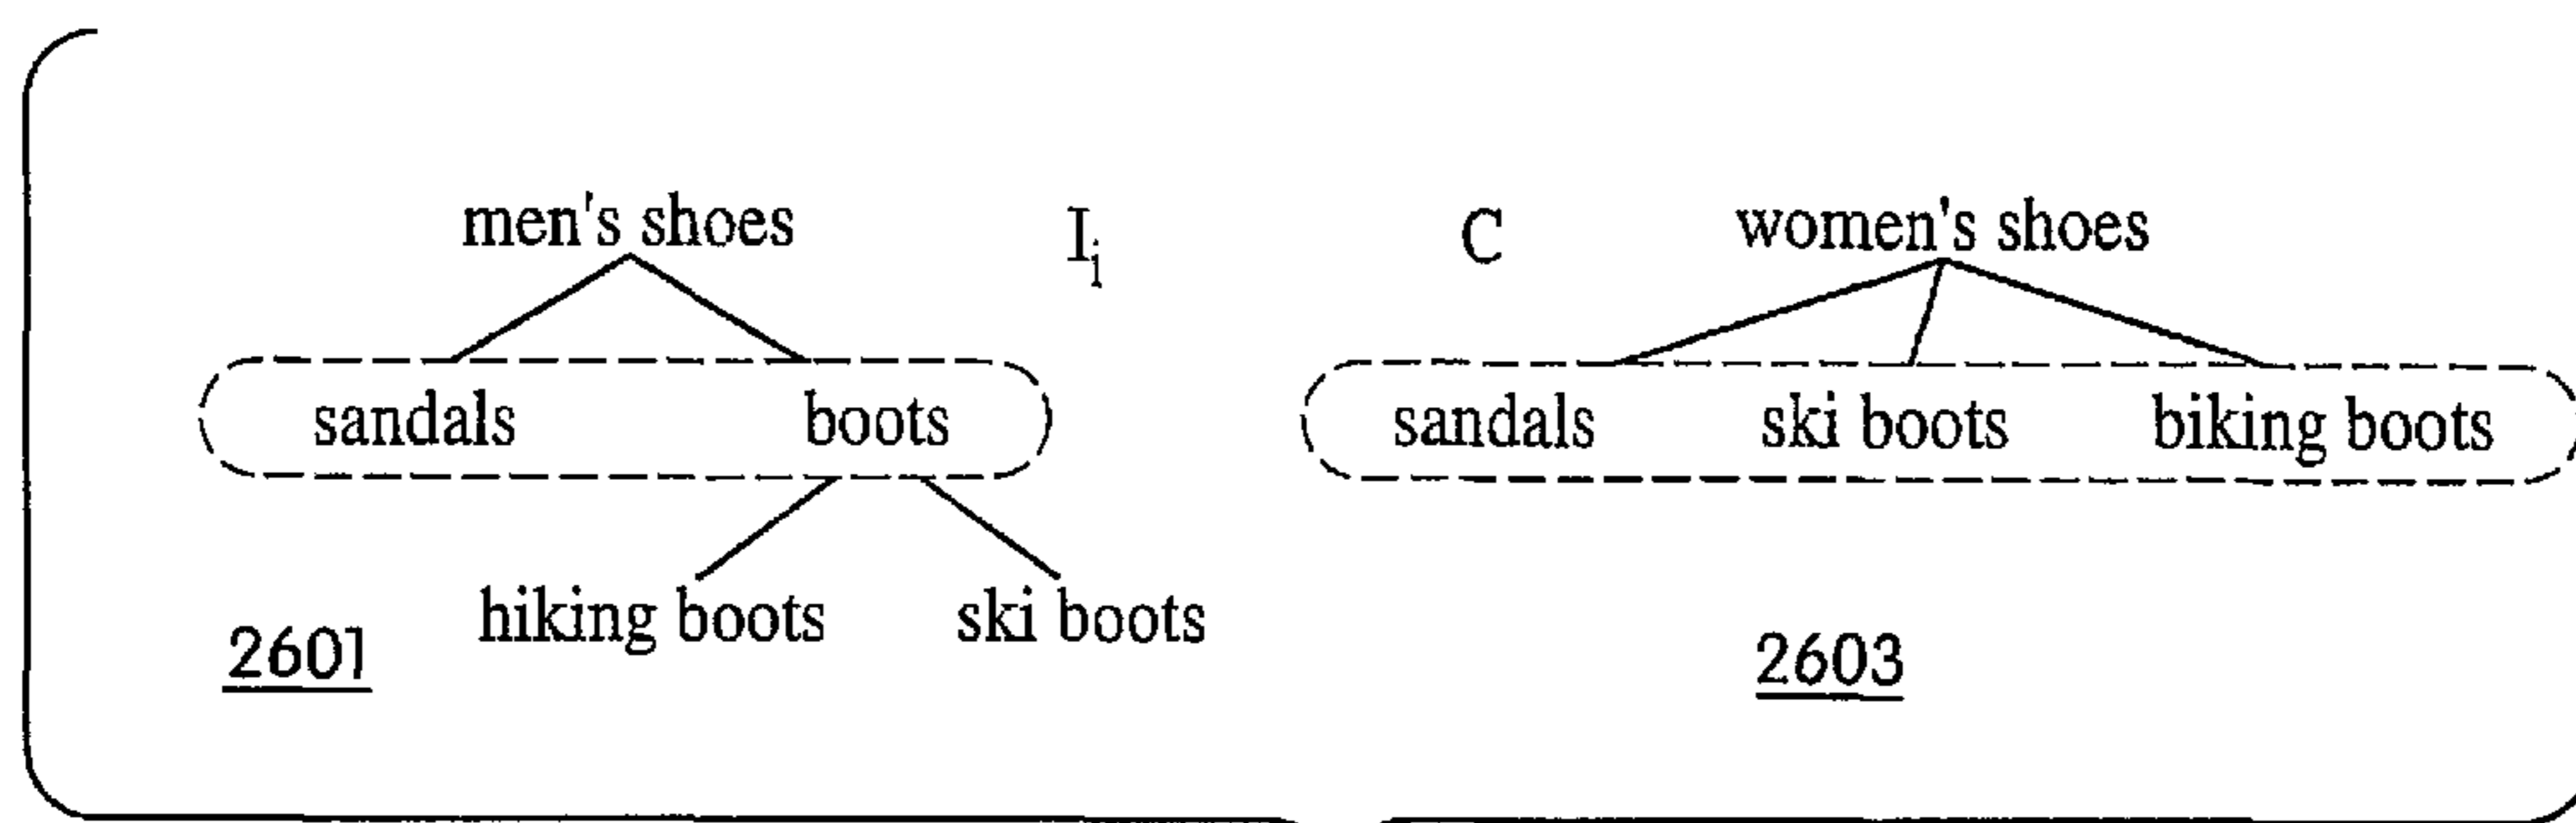 men's shoes I_i C women's shoes
sandals boots sandals ski boots biking boots
hiking boots ski boots
2601 2603